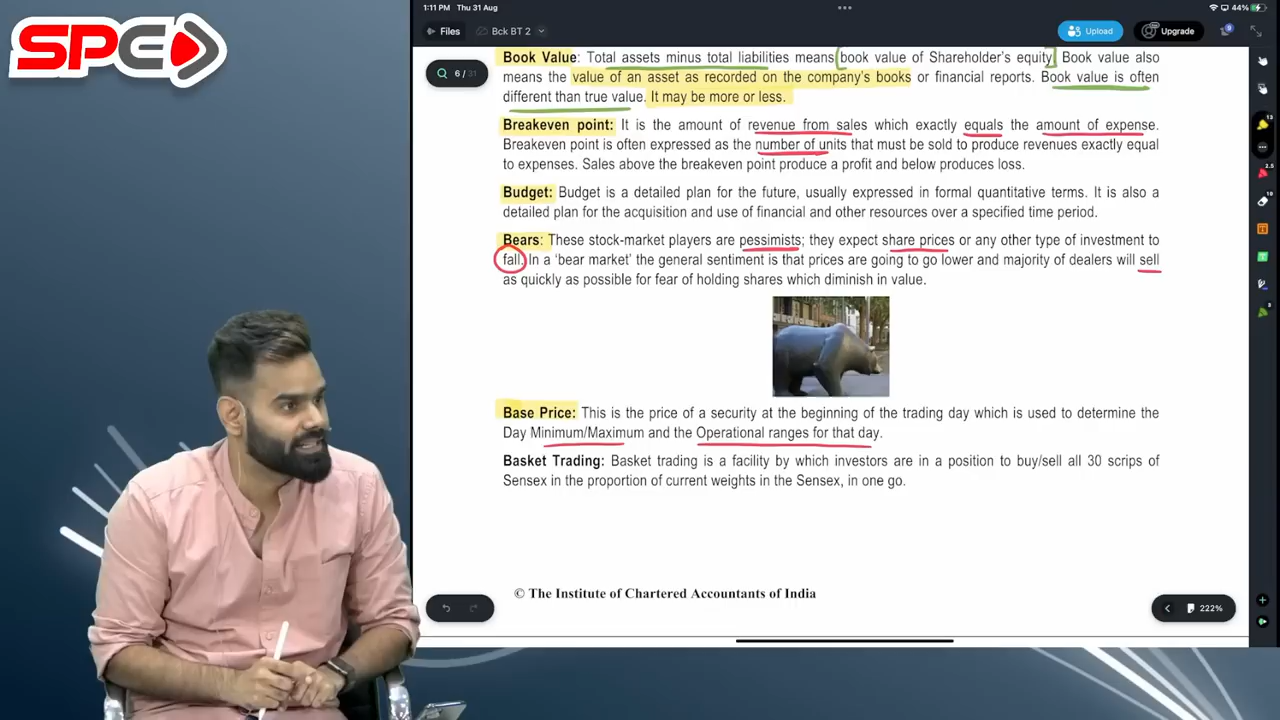 SPC
1:11 PM Thu 31 Aug
44%
Files
Bck BT 2
Upload
Upgrade
6 / 31
Book Value: Total assets minus total liabilities means book value of Shareholder's equity. Book value also
means the value of an asset as recorded on the company's books or financial reports. Book value is often
different than true value. It may be more or less.
Breakeven point: It is the amount of revenue from sales which exactly equals the amount of expense.
Breakeven point is often expressed as the number of units that must be sold to produce revenues exactly equal
to expenses. Sales above the breakeven point produce a profit and below produces loss.
Budget: Budget is a detailed plan for the future, usually expressed in formal quantitative terms. It is also a
detailed plan for the acquisition and use of financial and other resources over a specified time period.
Bears: These stock-market players are pessimists; they expect share prices or any other type of investment to
fall. In a ‘bear market’ the general sentiment is that prices are going to go lower and majority of dealers will sell
as quickly as possible for fear of holding shares which diminish in value.
Base Price: This is the price of a security at the beginning of the trading day which is used to determine the
Day Minimum/Maximum and the Operational ranges for that day.
Basket Trading: Basket trading is a facility by which investors are in a position to buy/sell all 30 scrips of
Sensex in the proportion of current weights in the Sensex, in one go.
© The Institute of Chartered Accountants of India
222%